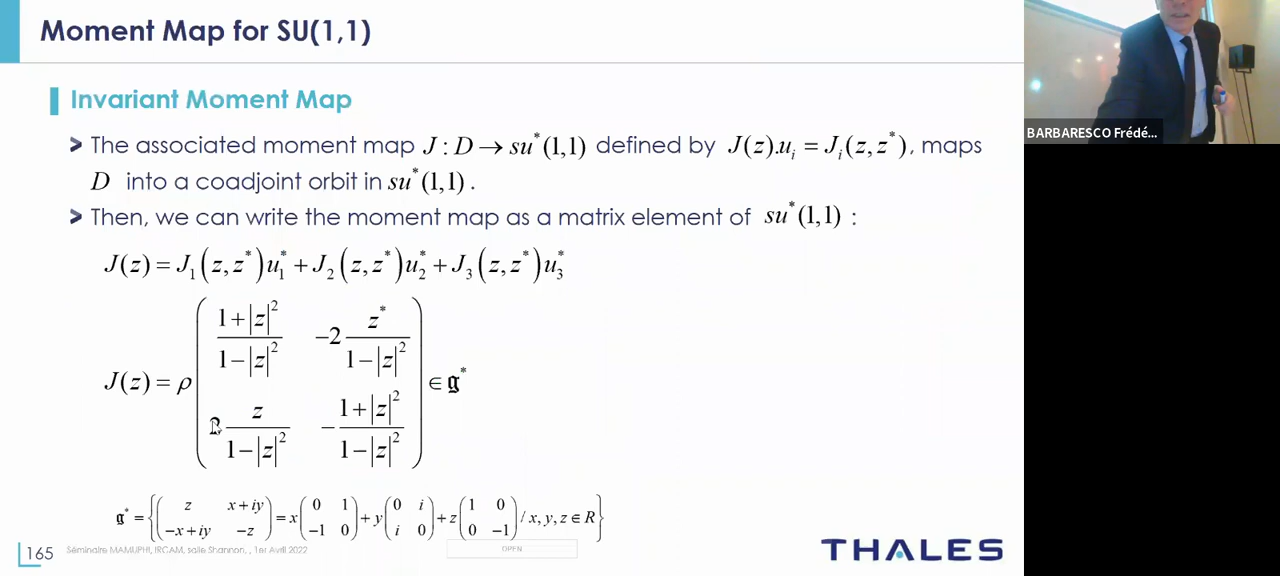 Moment Map for SU(1,1)
Invariant Moment Map
The associated moment map J : D → su*(1,1) defined by J(z).u_i = J_i(z, z*), maps
D into a coadjoint orbit in su*(1,1).
Then, we can write the moment map as a matrix element of su*(1,1) :
J(z) = J_1(z, z*)u_1^* + J_2(z, z*)u_2^* + J_3(z, z*)u_3^*
J(z) = ρ ( (1+|z|^2)/(1−|z|^2)   −2 z*/(1−|z|^2) ; 2 z/(1−|z|^2)   −(1+|z|^2)/(1−|z|^2) ) ∈ 𝔤*
𝔤* = { ( z   x+iy ; −x+iy   −z ) = x ( 0   1 ; −1   0 ) + y ( 0   i ; i   0 ) + z ( 1   0 ; 0   −1 ) / x, y, z ∈ R }
165 Séminaire MAMUPHI, IRCAM, salle Shannon, , 1er Avril 2022
OPEN
THALES
BARBARESCO Frédé...